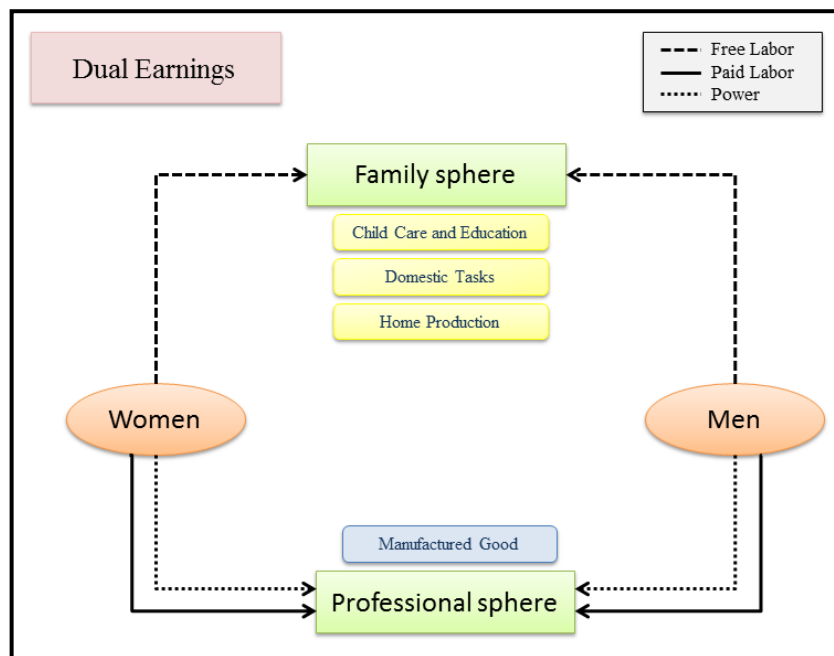 Dual Earnings
Free Labor
Paid Labor
Power
Family sphere
Child Care and Education
Domestic Tasks
Home Production
Women
Men
Manufactured Good
Professional sphere